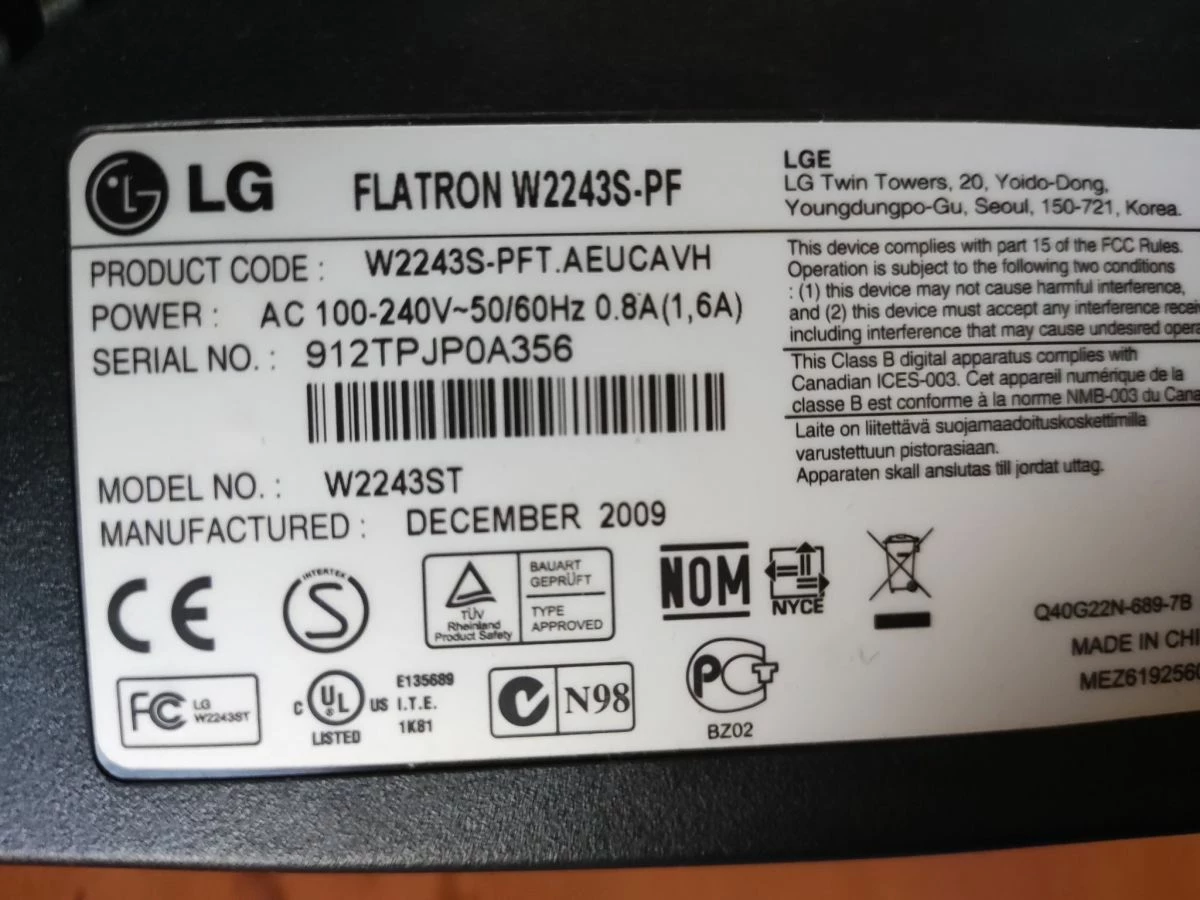 LG FLATRON W2243S-PF
PRODUCT CODE : W2243S-PFT.AEUCAVH
POWER : AC 100-240V~50/60Hz 0.8A(1,6A)
SERIAL NO. : 912TPJP0A356
MODEL NO. : W2243ST
MANUFACTURED : DECEMBER 2009
LGE
LG Twin Towers, 20, Yoido-Dong,
Youngdungpo-Gu, Seoul, 150-721, Korea.
This device complies with part 15 of the FCC Rules.
Operation is subject to the following two conditions
: (1) this device may not cause harmful interference,
and (2) this device must accept any interference
including interference that may cause undesired
This Class B digital apparatus complies with
Canadian ICES-003. Cet appareil numérique de la
classe B est conforme à la norme NMB-003 du
Laite on liitettävä suojamaadoituskoskettimilla
varustettuun pistorasiaan.
Apparaten skall anslutas till jordat uttag.
CE
INTERTEK
S
TÜV
Rheinland
Product Safety
BAUART
GEPRÜFT
TYPE
APPROVED
NOM
NYCE
Q40G22N-689-7B
MADE IN
MEZ6192560
FC LG
W2243ST
C UL US
LISTED
E135689
I.T.E.
1K81
N98
PCT
BZ02